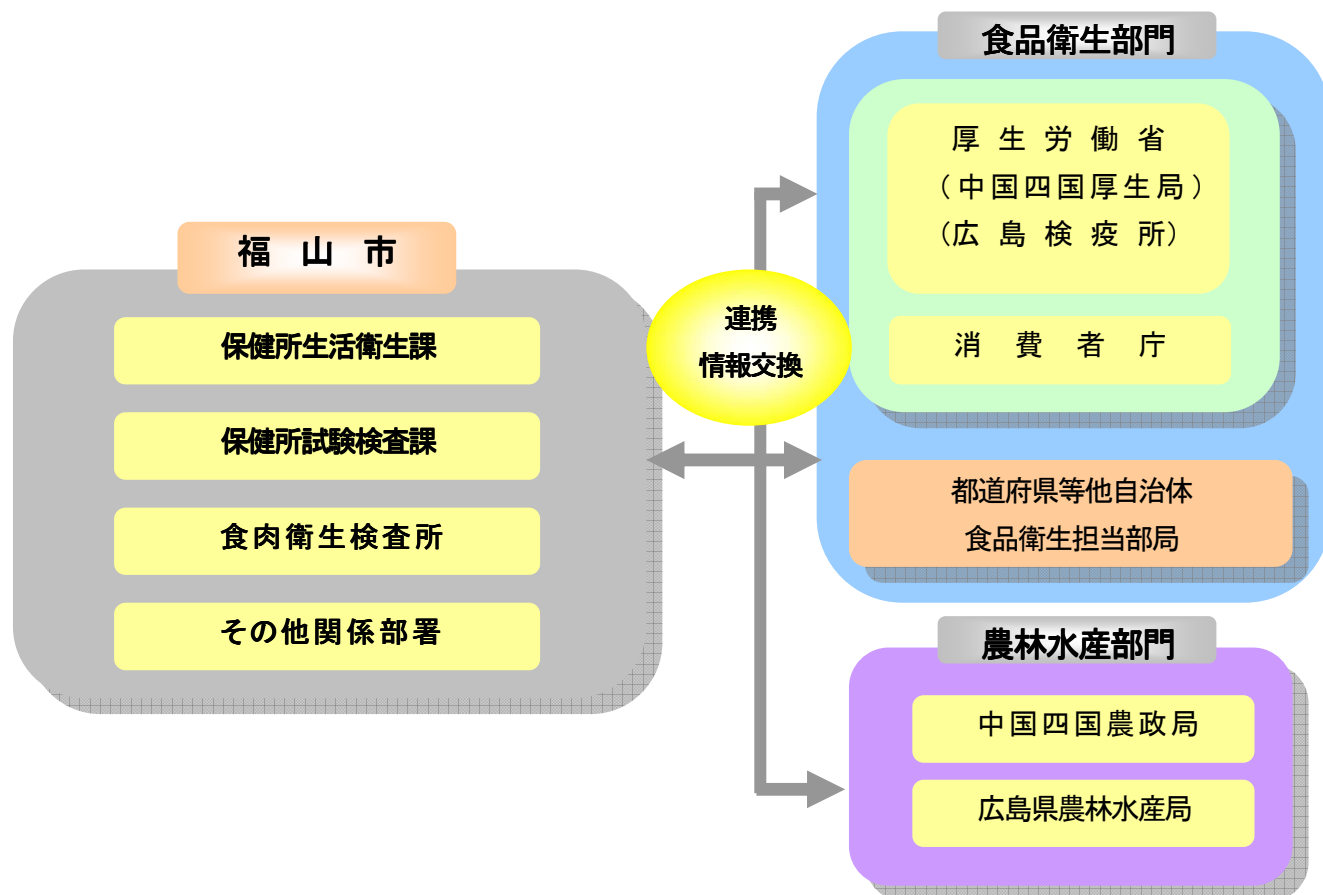 福 山 市
保健所生活衛生課
保健所試験検査課
食肉衛生検査所
その他関係部署
連携
情報交換
食品衛生部門
厚生労働省
（中国四国厚生局）
（広島検疫所）
消費者庁
都道府県等他自治体
食品衛生担当部局
農林水産部門
中国四国農政局
広島県農林水産局